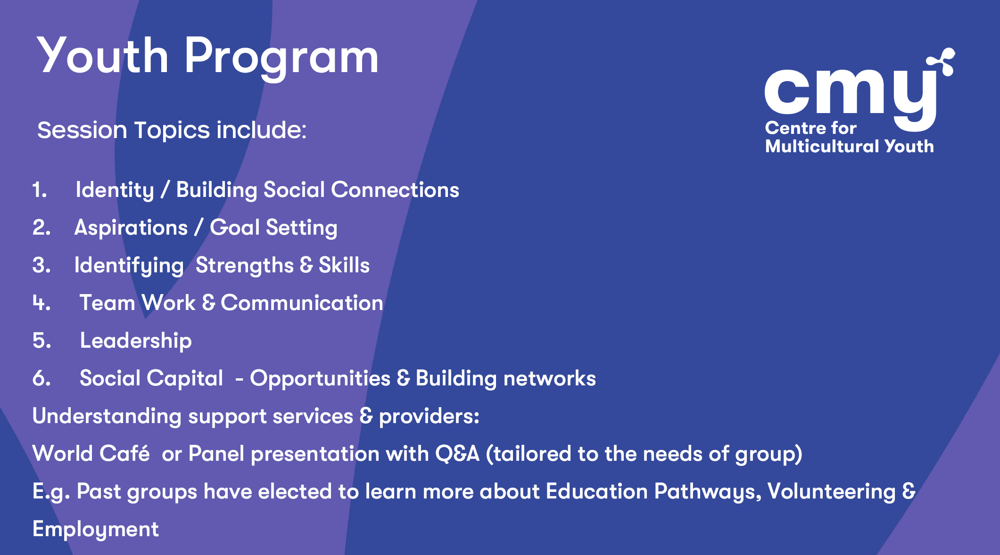 Youth Program
cmy
Centre for
Multicultural Youth
Session Topics include:
1. Identity / Building Social Connections
2. Aspirations / Goal Setting
3. Identifying Strengths & Skills
4. Team Work & Communication
5. Leadership
6. Social Capital - Opportunities & Building networks
Understanding support services & providers:
World Café or Panel presentation with Q&A (tailored to the needs of group)
E.g. Past groups have elected to learn more about Education Pathways, Volunteering &
Employment